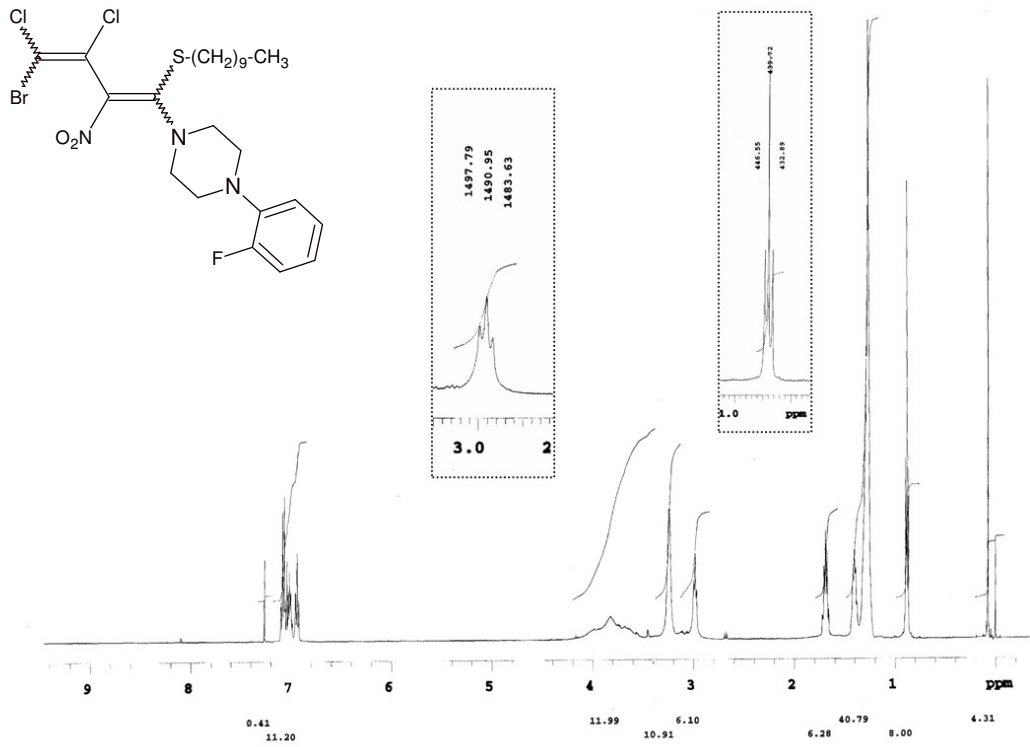 Cl
Cl
S-(CH2)9-CH3
Br
O2N
N
N
F
1497.79
1490.95
1483.63
3.0
2
446.55
439.72
432.89
1.0
ppm
9
8
7
6
5
4
3
2
1
ppm
0.41
11.20
11.99
10.91
6.10
6.28
40.79
8.00
4.31